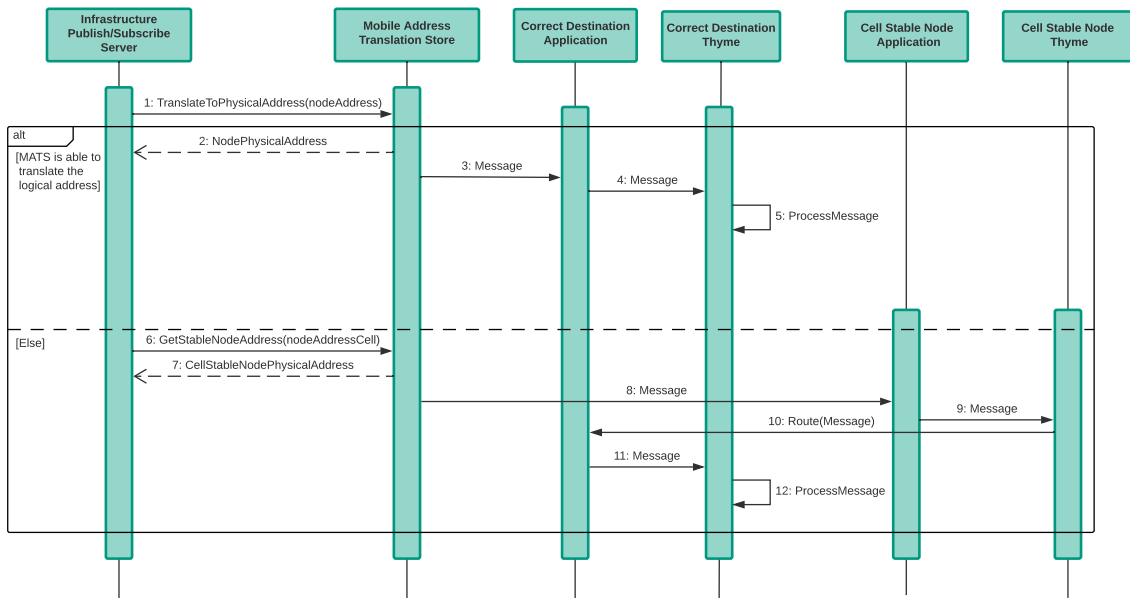 Infrastructure
Publish/Subscribe
Server
Mobile Address
Translation Store
Correct Destination
Application
Correct Destination
Thyme
Cell Stable Node
Application
Cell Stable Node
Thyme
1: TranslateToPhysicalAddress(nodeAddress)
alt
2: NodePhysicalAddress
[MATS is able to
translate the
logical address]
3: Message
4: Message
5: ProcessMessage
[Else]
6: GetStableNodeAddress(nodeAddressCell)
7: CellStableNodePhysicalAddress
8: Message
9: Message
10: Route(Message)
11: Message
12: ProcessMessage